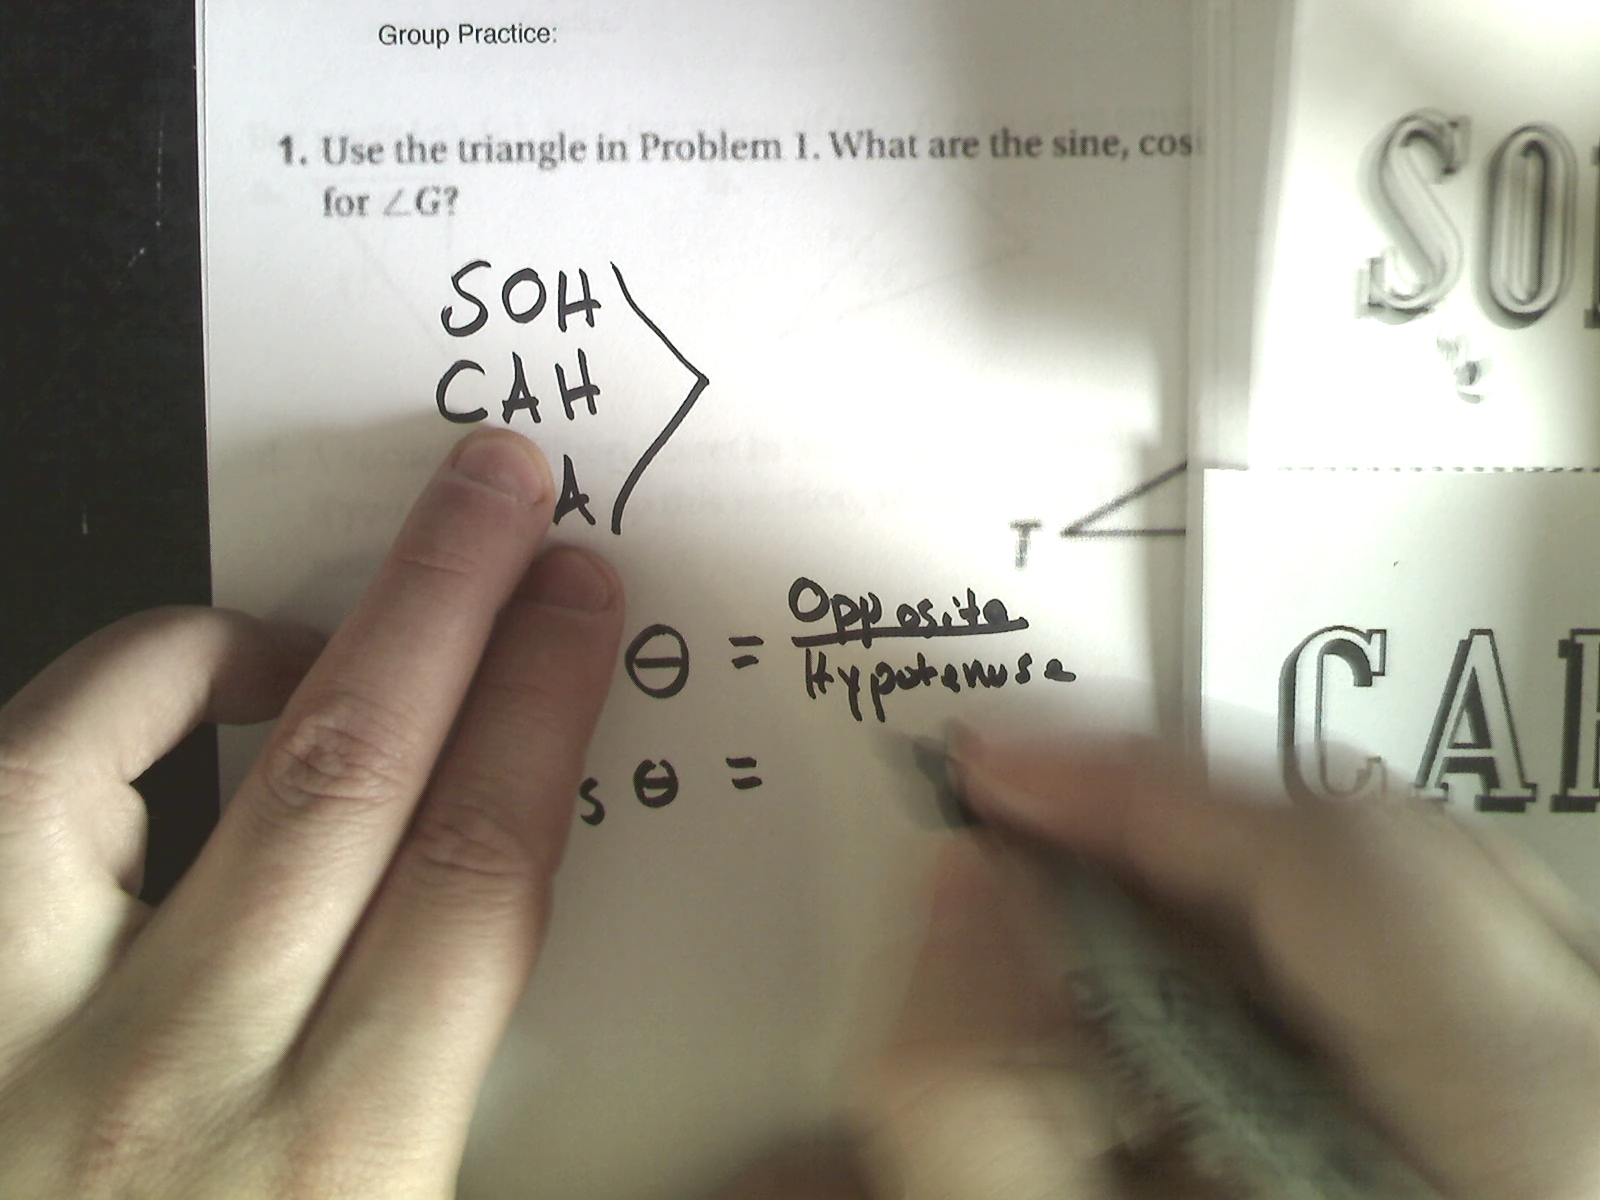 Group Practice:
1. Use the triangle in Problem 1. What are the sine, cos
for ∠G?
SOH
CAH
A
T
θ = Opposite
Hypotenuse
s θ =
SO
CA